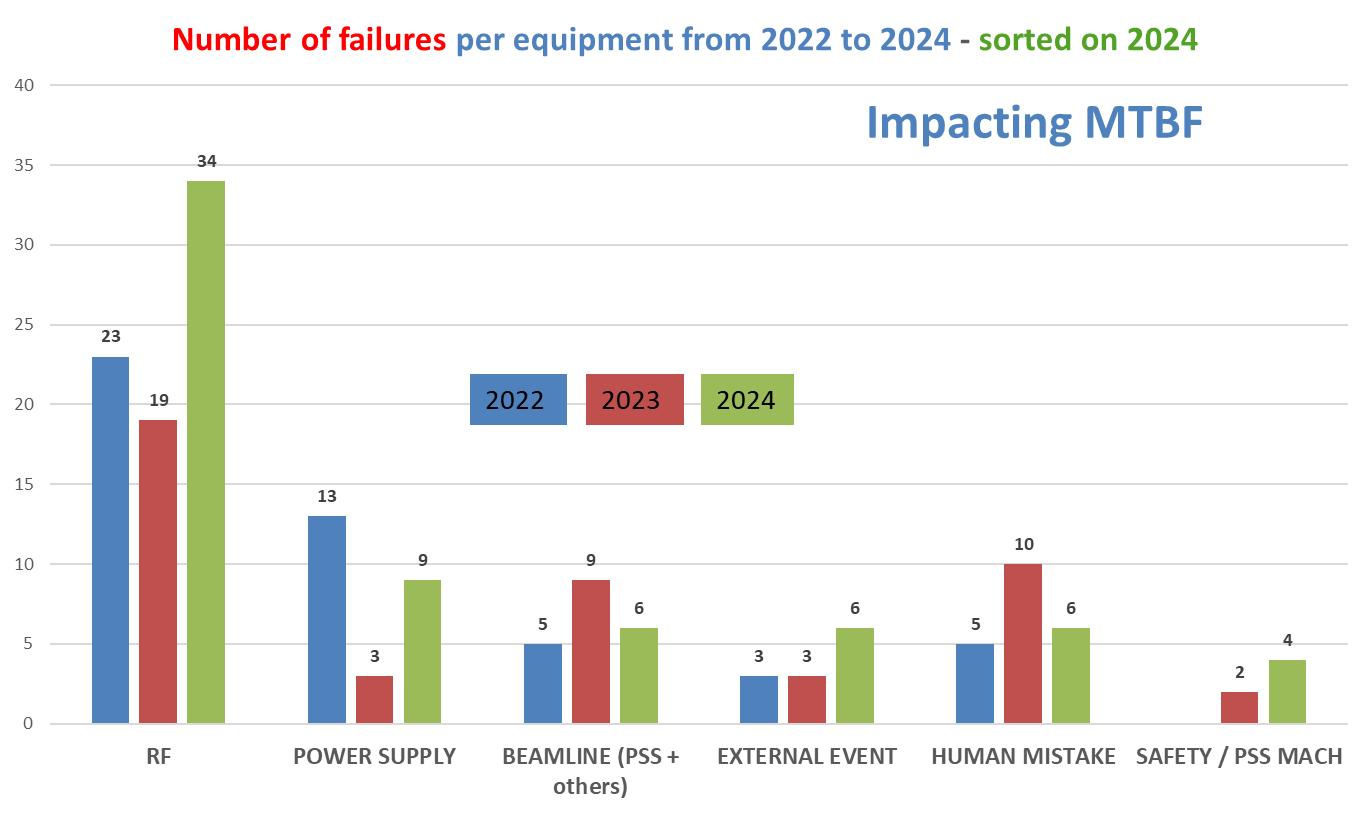 Number of failures per equipment from 2022 to 2024 - sorted on 2024
Impacting MTBF
40
35
30
25
20
15
10
5
0
2022 2023 2024
23 19 34
13 3 9
5 9 6
3 3 6
5 10 6
2 4
RF POWER SUPPLY BEAMLINE (PSS + EXTERNAL EVENT HUMAN MISTAKE SAFETY / PSS MACH
others)